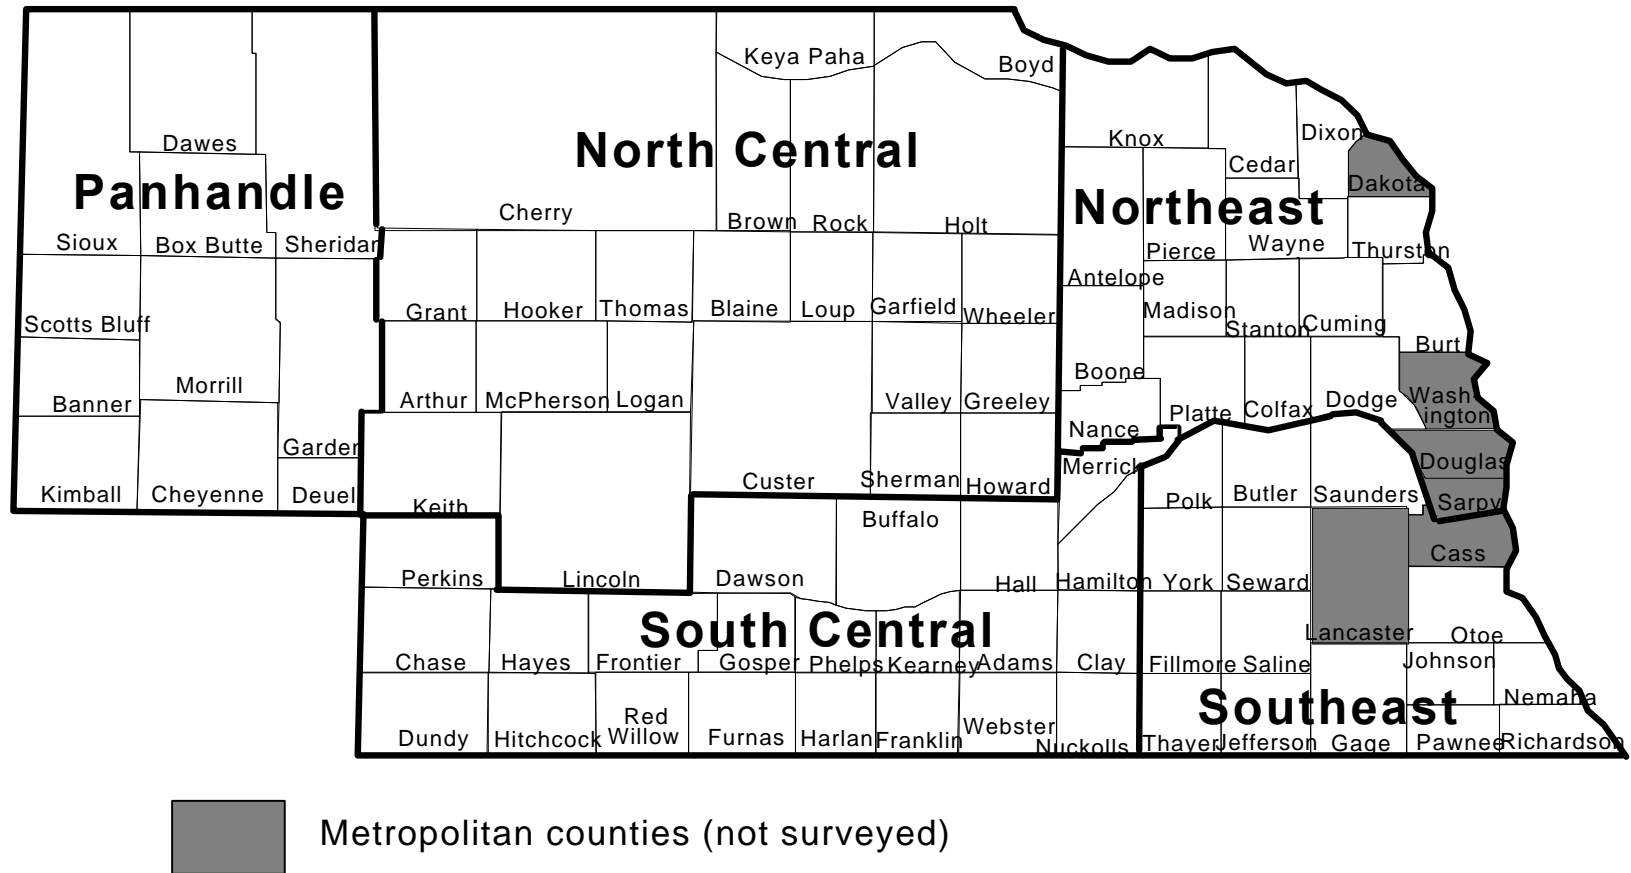 Keya Paha
Boyd
Dawes
North Central
Knox
Dixon
Cedar
Dakota
Panhandle
Northeast
Cherry
Brown
Rock
Holt
Sioux
Box Butte
Sheridan
Pierce
Wayne
Thurston
Antelope
Grant
Hooker
Thomas
Blaine
Loup
Garfield
Wheeler
Madison
Stanton
Cuming
Scotts Bluff
Burt
Boone
Banner
Morrill
Arthur
McPherson
Logan
Valley
Greeley
Platte
Colfax
Dodge
Wash-
ington
Nance
Garden
Merrick
Douglas
Kimball
Cheyenne
Deuel
Keith
Custer
Sherman
Howard
Polk
Butler
Saunders
Sarpy
Buffalo
Cass
Perkins
Lincoln
Dawson
Hall
Hamilton
York
Seward
South Central
Lancaster
Otoe
Chase
Hayes
Frontier
Gosper
Phelps
Kearney
Adams
Clay
Fillmore
Saline
Johnson
Southeast
Nemaha
Dundy
Hitchcock
Red
Willow
Furnas
Harlan
Franklin
Webster
Nuckolls
Thayer
Jefferson
Gage
Pawnee
Richardson
Metropolitan counties (not surveyed)